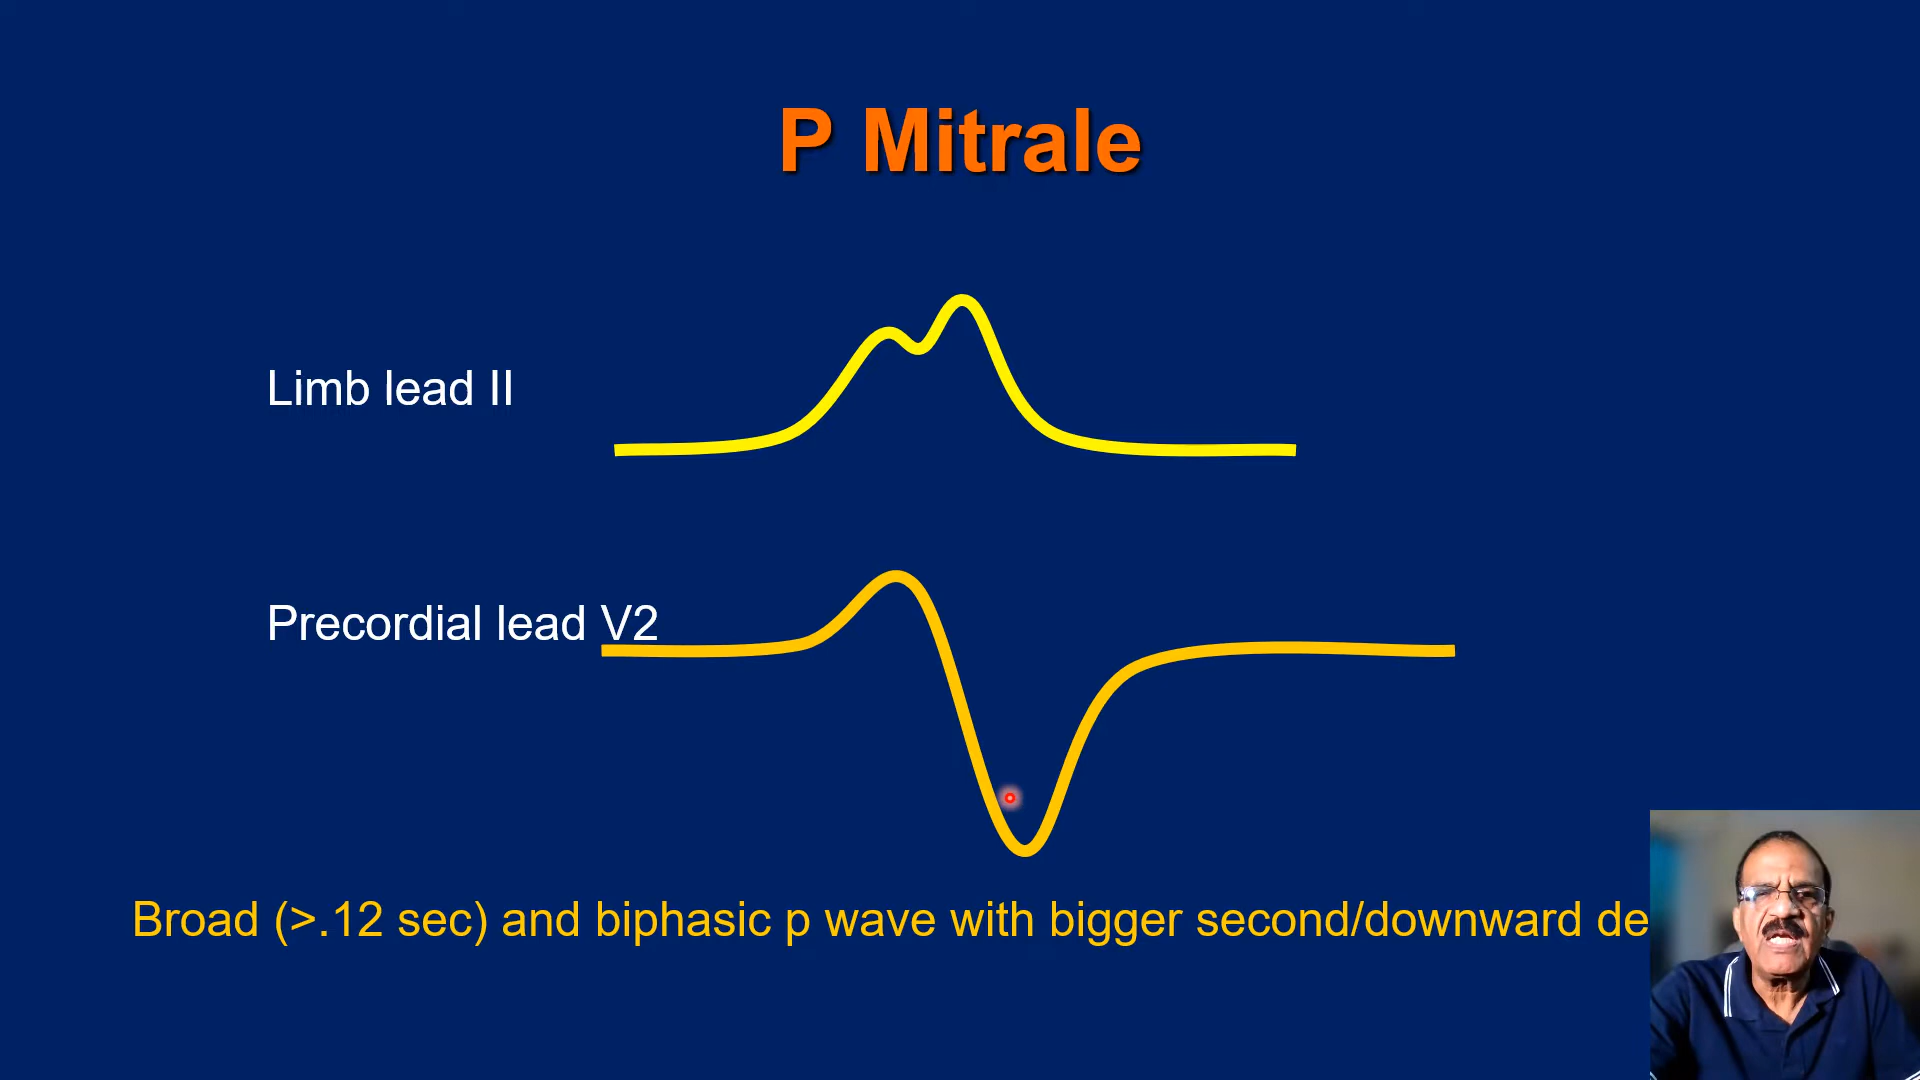 P Mitrale
Limb lead II
Precordial lead V2
Broad (>.12 sec) and biphasic p wave with bigger second/downward de